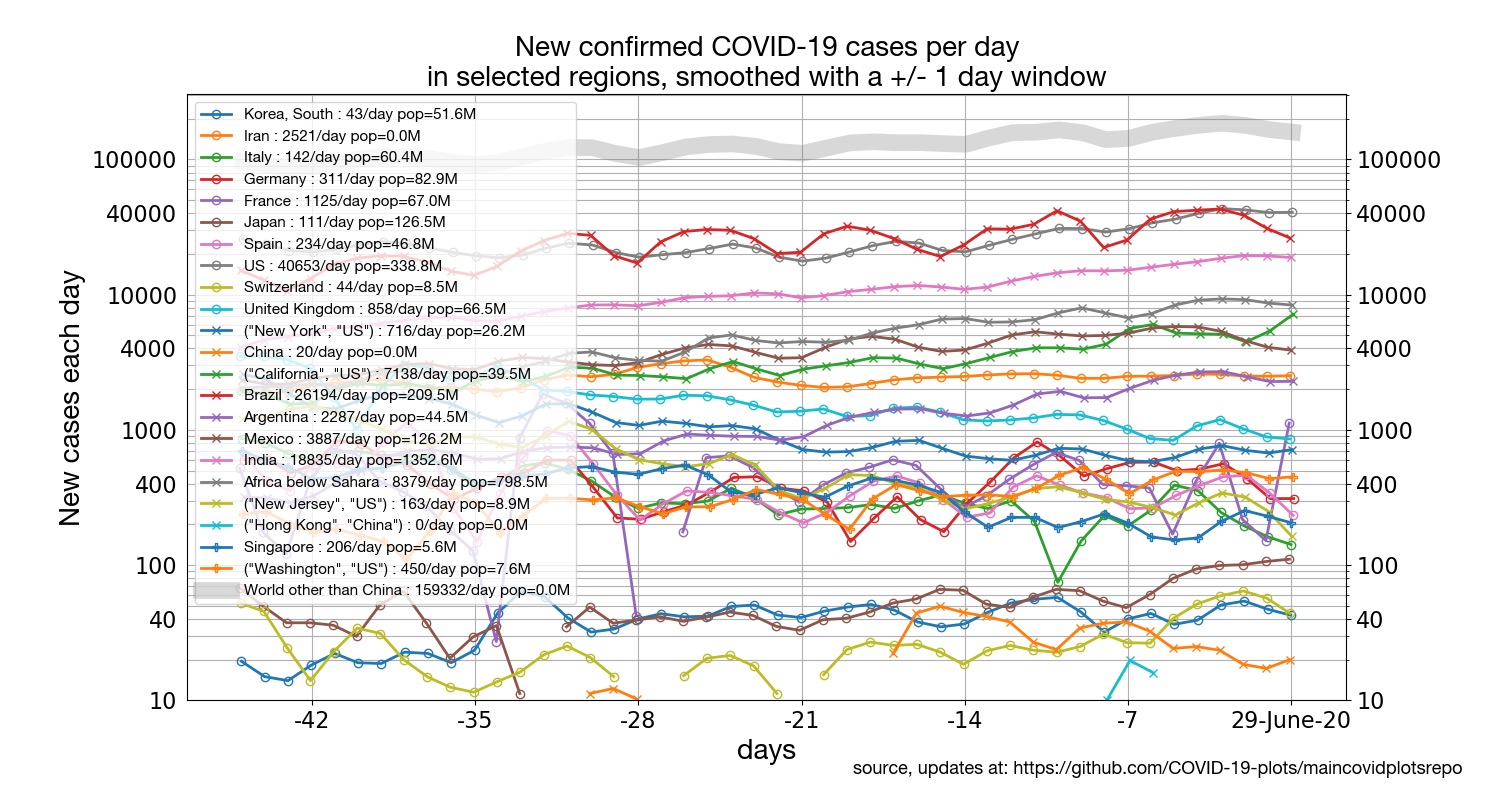 New confirmed COVID-19 cases per day
in selected regions, smoothed with a +/- 1 day window
Korea, South : 43/day pop=51.6M
Iran : 2521/day pop=0.0M
Italy : 142/day pop=60.4M
Germany : 311/day pop=82.9M
France : 1125/day pop=67.0M
Japan : 111/day pop=126.5M
Spain : 234/day pop=46.8M
US : 40653/day pop=338.8M
Switzerland : 44/day pop=8.5M
United Kingdom : 858/day pop=66.5M
("New York", "US") : 716/day pop=26.2M
China : 20/day pop=0.0M
("California", "US") : 7138/day pop=39.5M
Brazil : 26194/day pop=209.5M
Argentina : 2287/day pop=44.5M
Mexico : 3887/day pop=126.2M
India : 18835/day pop=1352.6M
Africa below Sahara : 8379/day pop=798.5M
("New Jersey", "US") : 163/day pop=8.9M
("Hong Kong", "China") : 0/day pop=0.0M
Singapore : 206/day pop=5.6M
("Washington", "US") : 450/day pop=7.6M
World other than China : 159332/day pop=0.0M
New cases each day
100000
40000
10000
4000
1000
400
100
40
10
100000
40000
10000
4000
1000
400
100
40
10
-42 -35 -28 -21 -14 -7 29-June-20
days
source, updates at: https://github.com/COVID-19-plots/maincovidplotsrepo